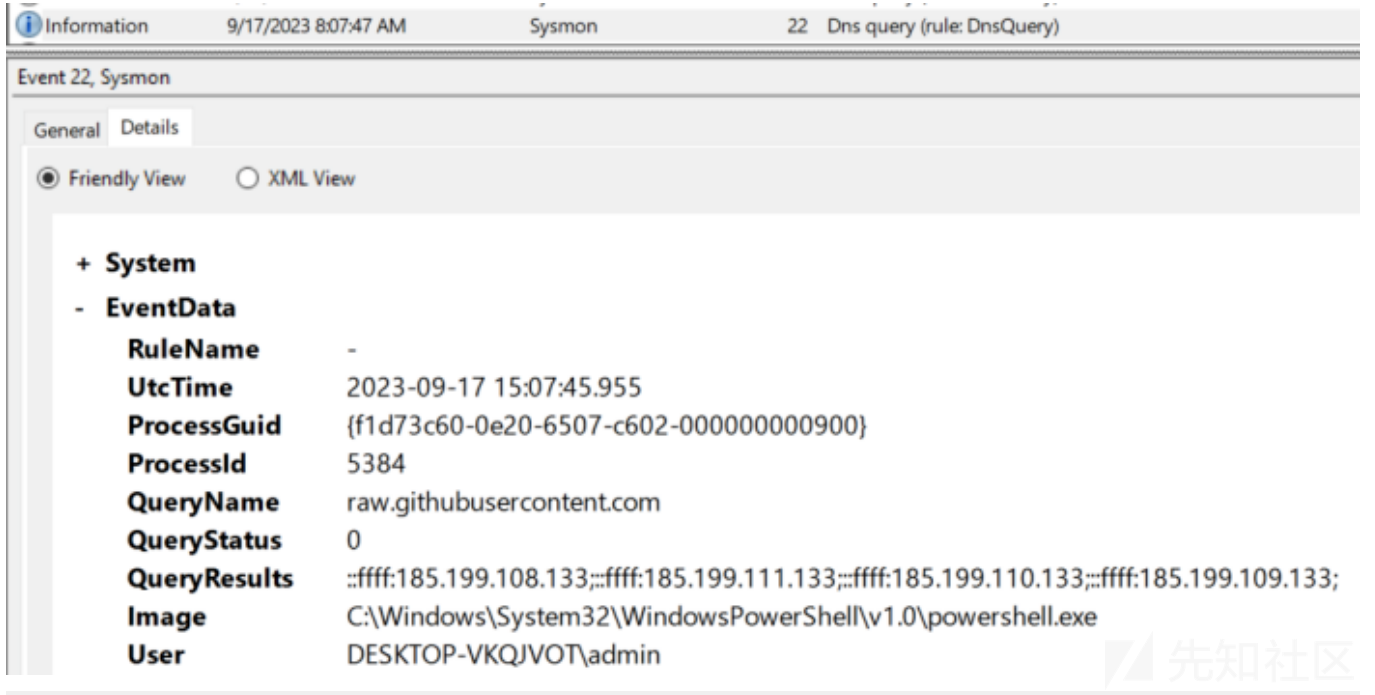 Information 9/17/2023 8:07:47 AM Sysmon 22 Dns query (rule: DnsQuery)
Event 22, Sysmon
General Details
Friendly View XML View
+ System
- EventData
RuleName -
UtcTime 2023-09-17 15:07:45.955
ProcessGuid {f1d73c60-0e20-6507-c602-000000000900}
ProcessId 5384
QueryName raw.githubusercontent.com
QueryStatus 0
QueryResults ::ffff:185.199.108.133;::ffff:185.199.111.133;::ffff:185.199.110.133;::ffff:185.199.109.133;
Image C:\Windows\System32\WindowsPowerShell\v1.0\powershell.exe
User DESKTOP-VKQJVOT\admin
先知社区